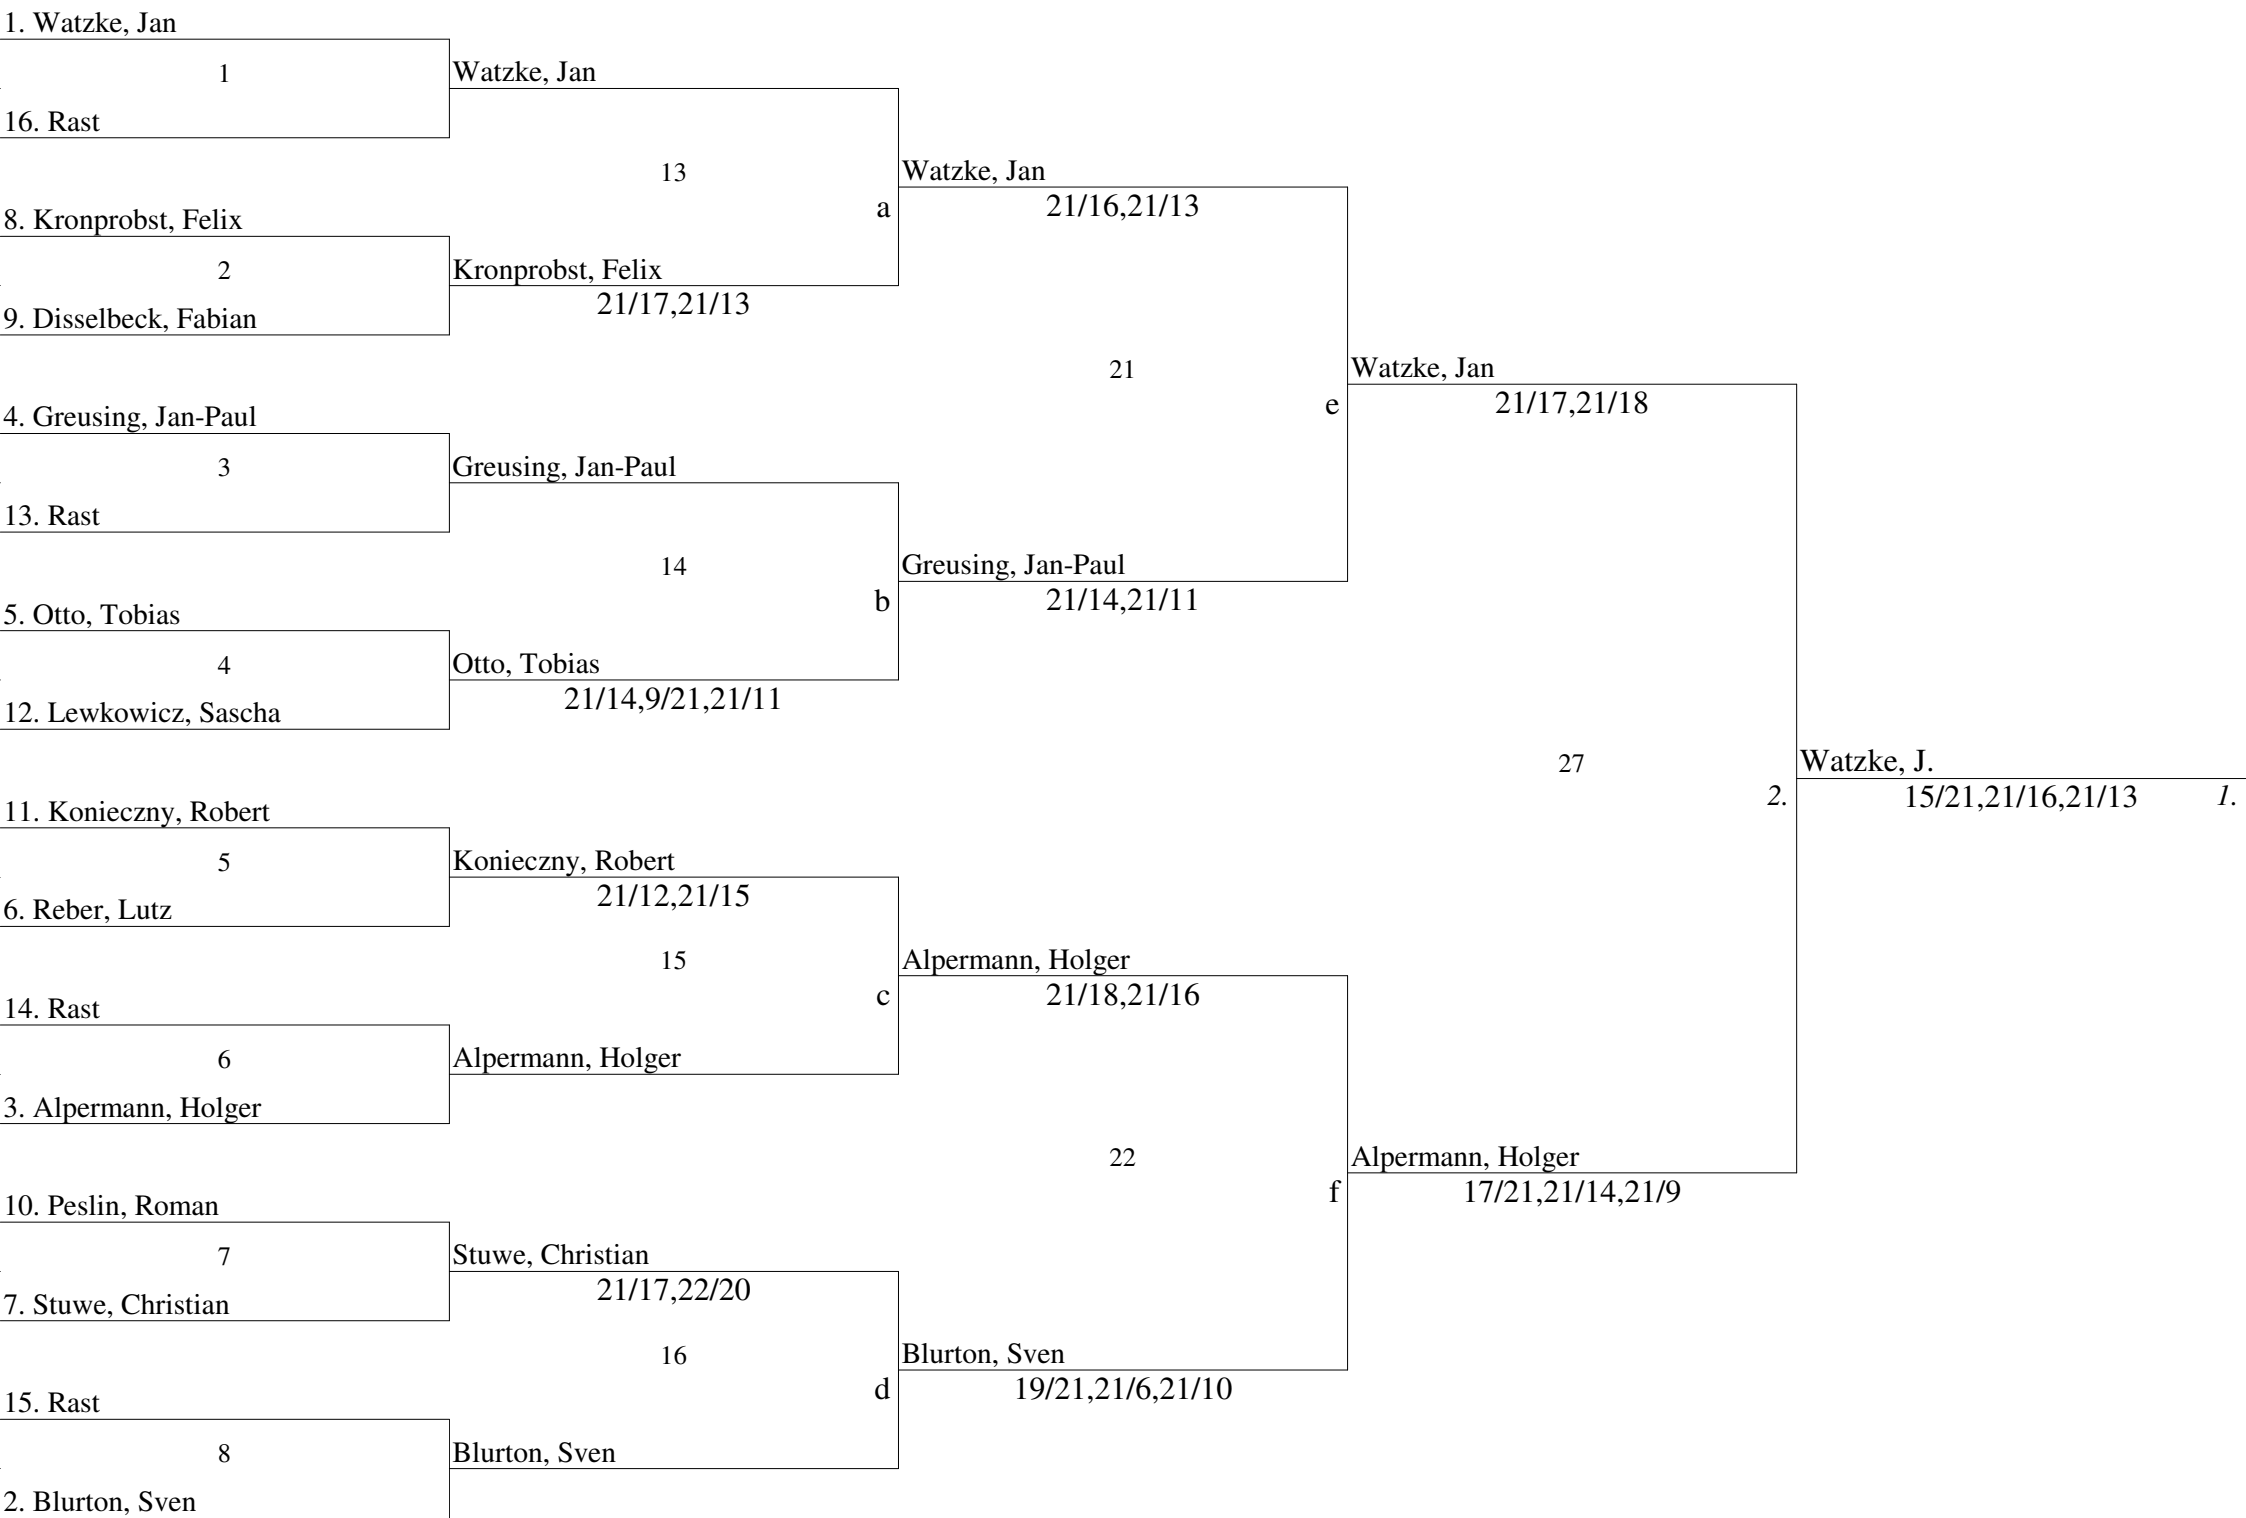 1. Watzke, Jan
1
Watzke, Jan
16. Rast
13
Watzke, Jan
21/16,21/13
a
8. Kronprobst, Felix
2
Kronprobst, Felix
21/17,21/13
9. Disselbeck, Fabian
21
Watzke, Jan
21/17,21/18
e
4. Greusing, Jan-Paul
3
Greusing, Jan-Paul
13. Rast
14
Greusing, Jan-Paul
21/14,21/11
b
5. Otto, Tobias
4
Otto, Tobias
21/14,9/21,21/11
12. Lewkowicz, Sascha
27
Watzke, J.
2.
15/21,21/16,21/13
1.
11. Konieczny, Robert
5
Konieczny, Robert
21/12,21/15
6. Reber, Lutz
15
Alpermann, Holger
21/18,21/16
c
14. Rast
6
Alpermann, Holger
3. Alpermann, Holger
22
Alpermann, Holger
17/21,21/14,21/9
f
10. Peslin, Roman
7
Stuwe, Christian
21/17,22/20
7. Stuwe, Christian
16
Blurton, Sven
19/21,21/6,21/10
d
15. Rast
8
Blurton, Sven
2. Blurton, Sven